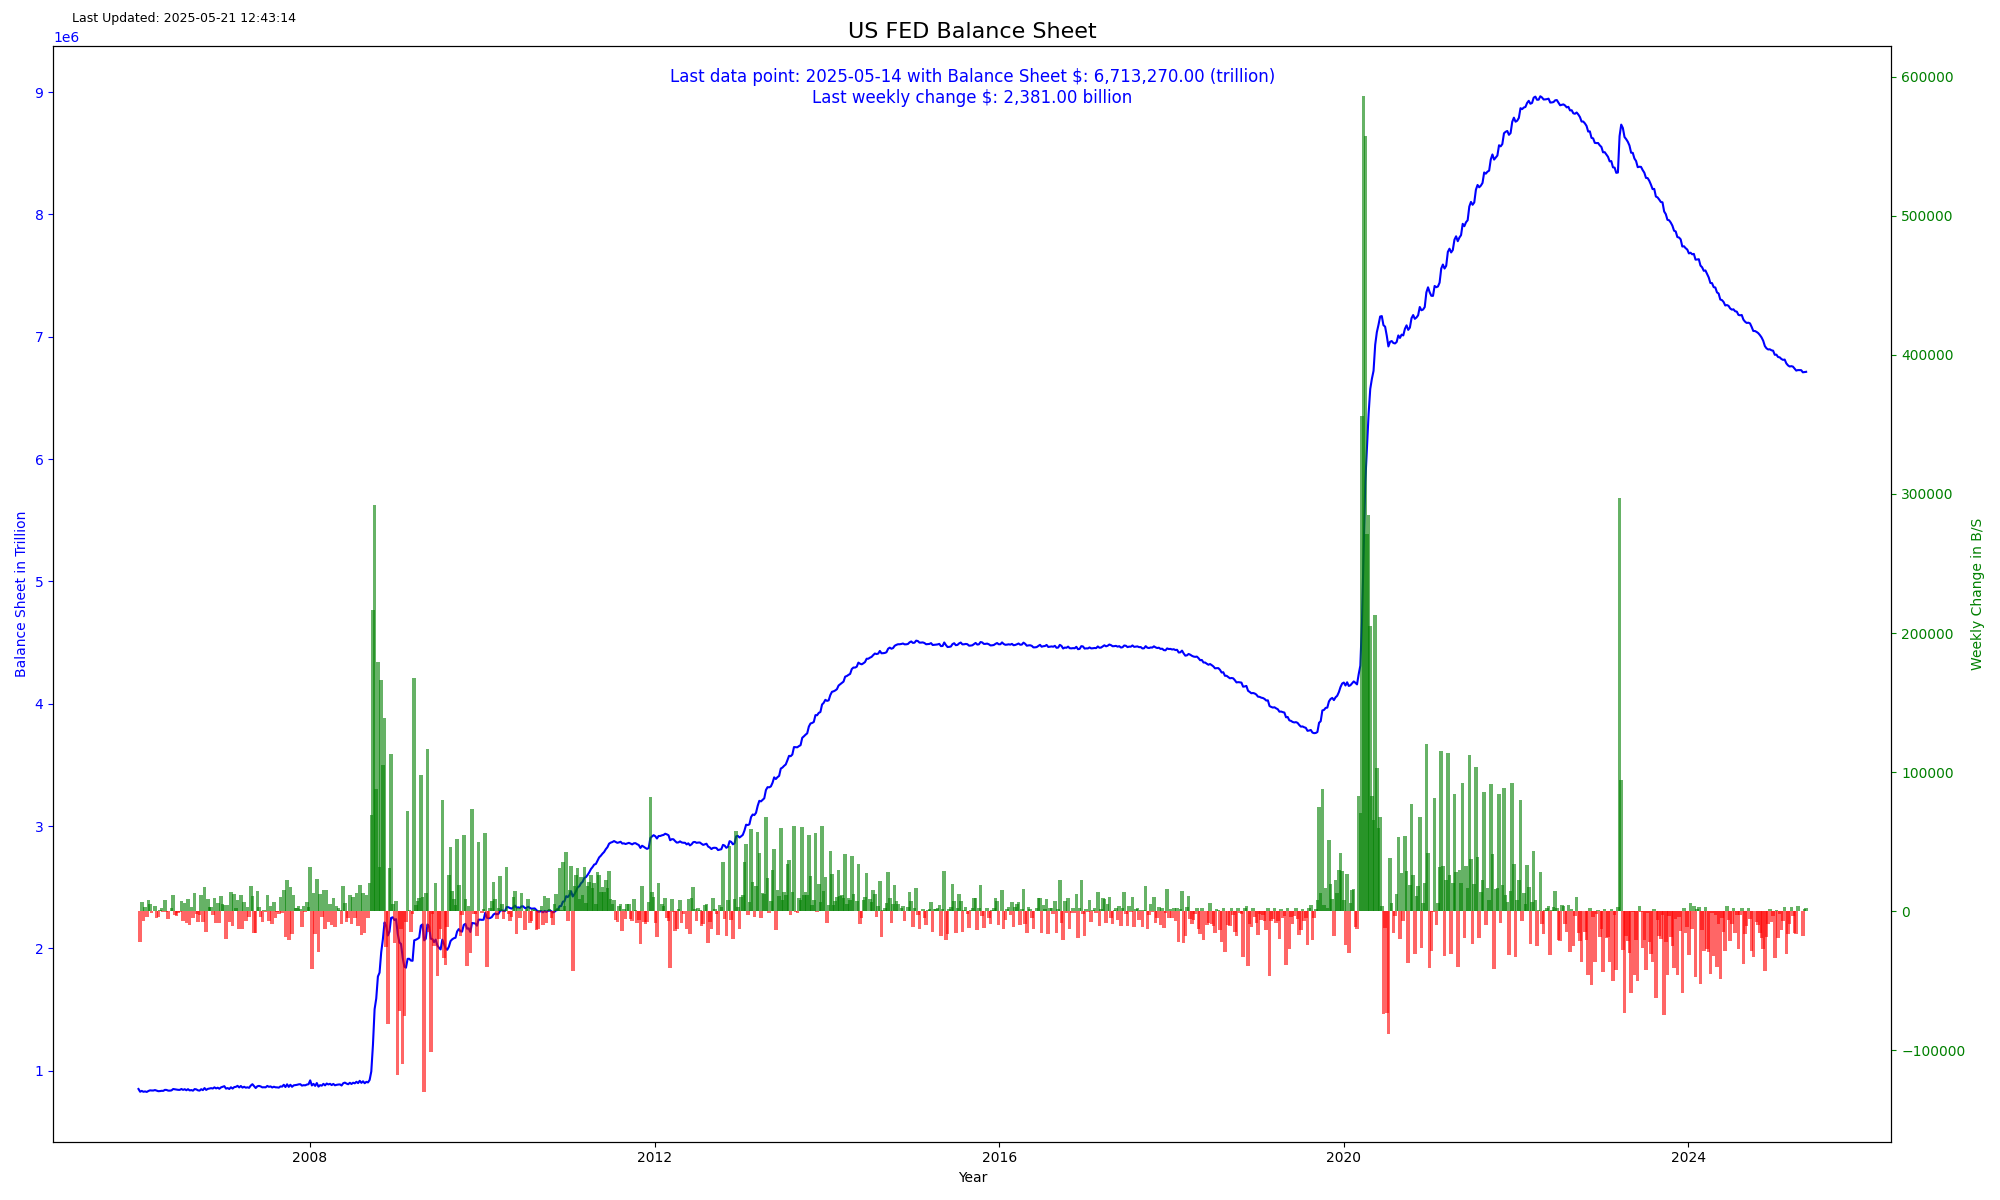 Last Updated: 2025-05-21 12:43:14
US FED Balance Sheet
1e6
Last data point: 2025-05-14 with Balance Sheet $: 6,713,270.00 (trillion)
Last weekly change $: 2,381.00 billion
9
8
7
6
5
4
3
2
1
Balance Sheet in Trillion
600000
500000
400000
300000
200000
100000
0
−100000
Weekly Change in B/S
2008
2012
2016
2020
2024
Year